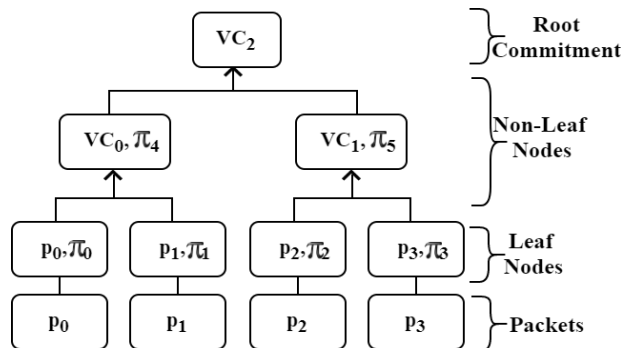 VC₂
Root
Commitment
VC₀, π₄
VC₁, π₅
Non-Leaf
Nodes
p₀, π₀
p₁, π₁
p₂, π₂
p₃, π₃
Leaf
Nodes
p₀
p₁
p₂
p₃
Packets